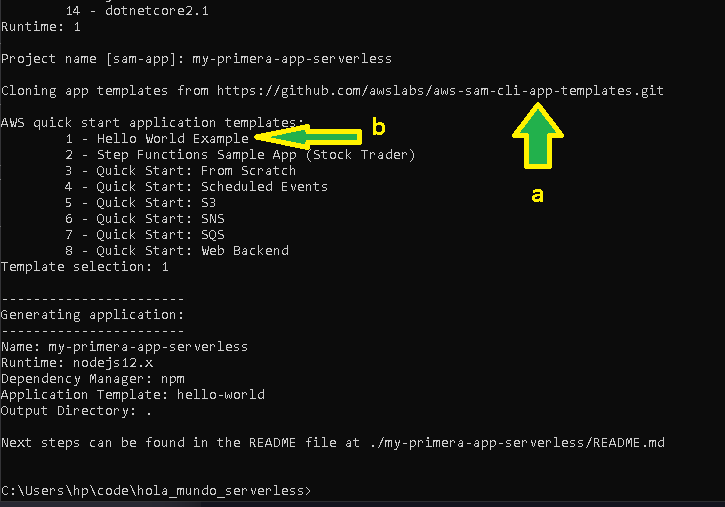 14 - dotnetcore2.1
Runtime: 1
Project name [sam-app]: my-primera-app-serverless
Cloning app templates from https://github.com/awslabs/aws-sam-cli-app-templates.git
AWS quick start application templates:
1 - Hello World Example
b
a
2 - Step Functions Sample App (Stock Trader)
3 - Quick Start: From Scratch
4 - Quick Start: Scheduled Events
5 - Quick Start: S3
6 - Quick Start: SNS
7 - Quick Start: SQS
8 - Quick Start: Web Backend
Template selection: 1
-----------------------
Generating application:
-----------------------
Name: my-primera-app-serverless
Runtime: nodejs12.x
Dependency Manager: npm
Application Template: hello-world
Output Directory: .
Next steps can be found in the README file at ./my-primera-app-serverless/README.md
C:\Users\hp\code\hola_mundo_serverless>